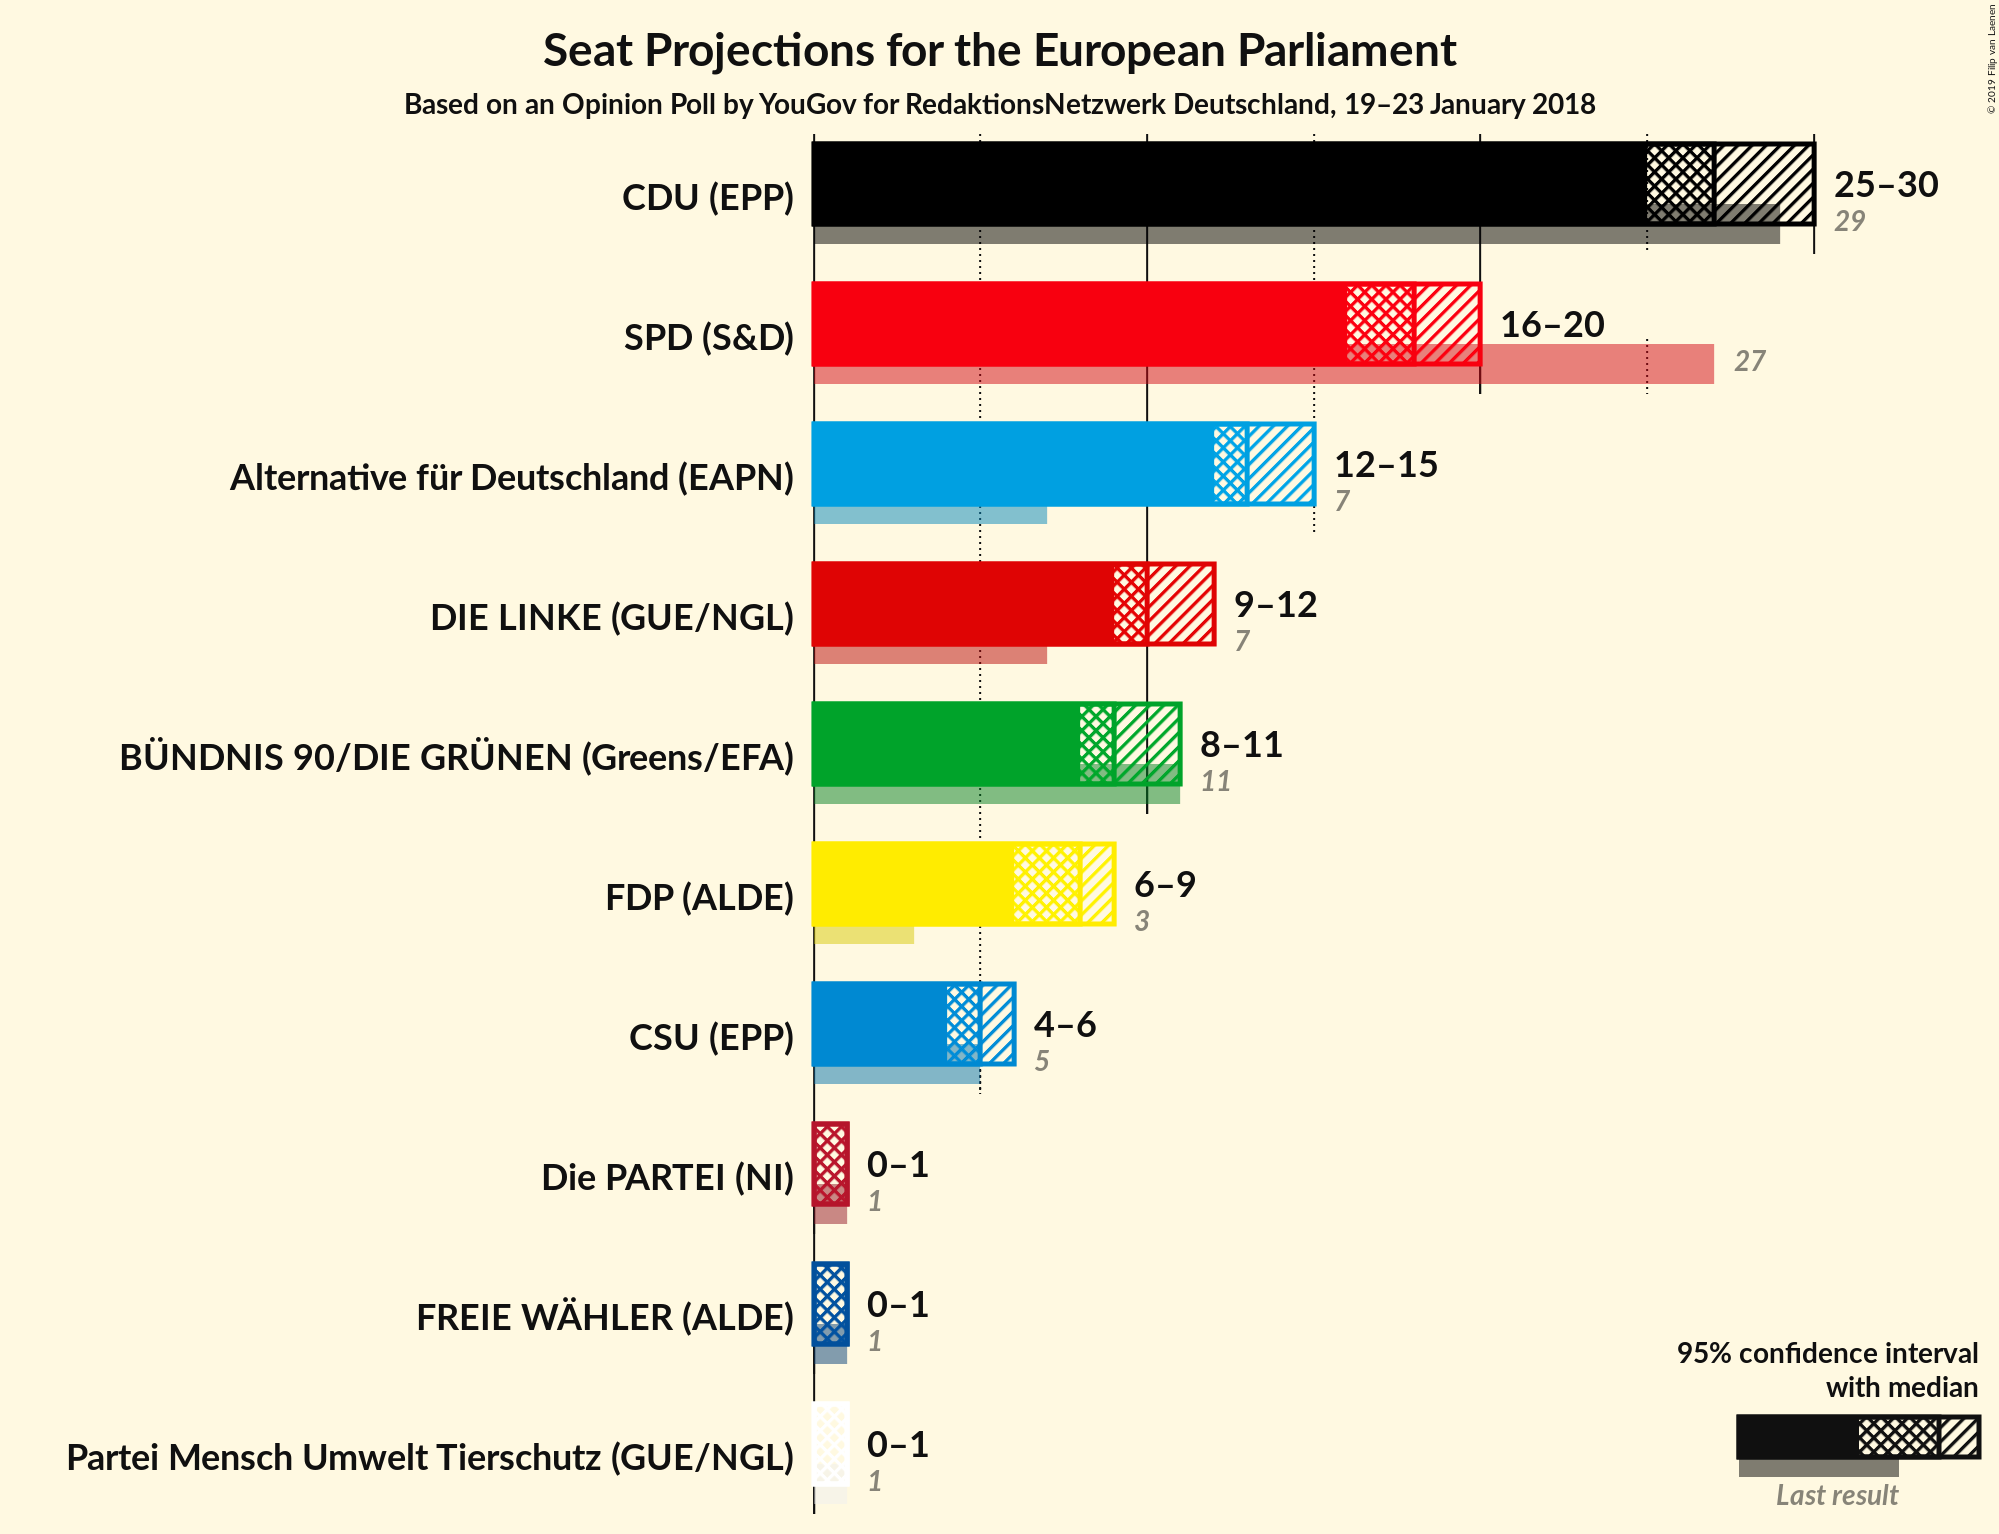 Seat Projections for the European Parliament
Based on an Opinion Poll by YouGov for RedaktionsNetzwerk Deutschland, 19–23 January 2018
© 2019 Filip van Laenen
CDU (EPP)
25–30
29
SPD (S&D)
16–20
27
Alternative für Deutschland (EAPN)
12–15
7
DIE LINKE (GUE/NGL)
9–12
7
BÜNDNIS 90/DIE GRÜNEN (Greens/EFA)
8–11
11
FDP (ALDE)
6–9
3
CSU (EPP)
4–6
5
Die PARTEI (NI)
0–1
1
FREIE WÄHLER (ALDE)
0–1
1
Partei Mensch Umwelt Tierschutz (GUE/NGL)
0–1
1
95% confidence interval
with median
Last result